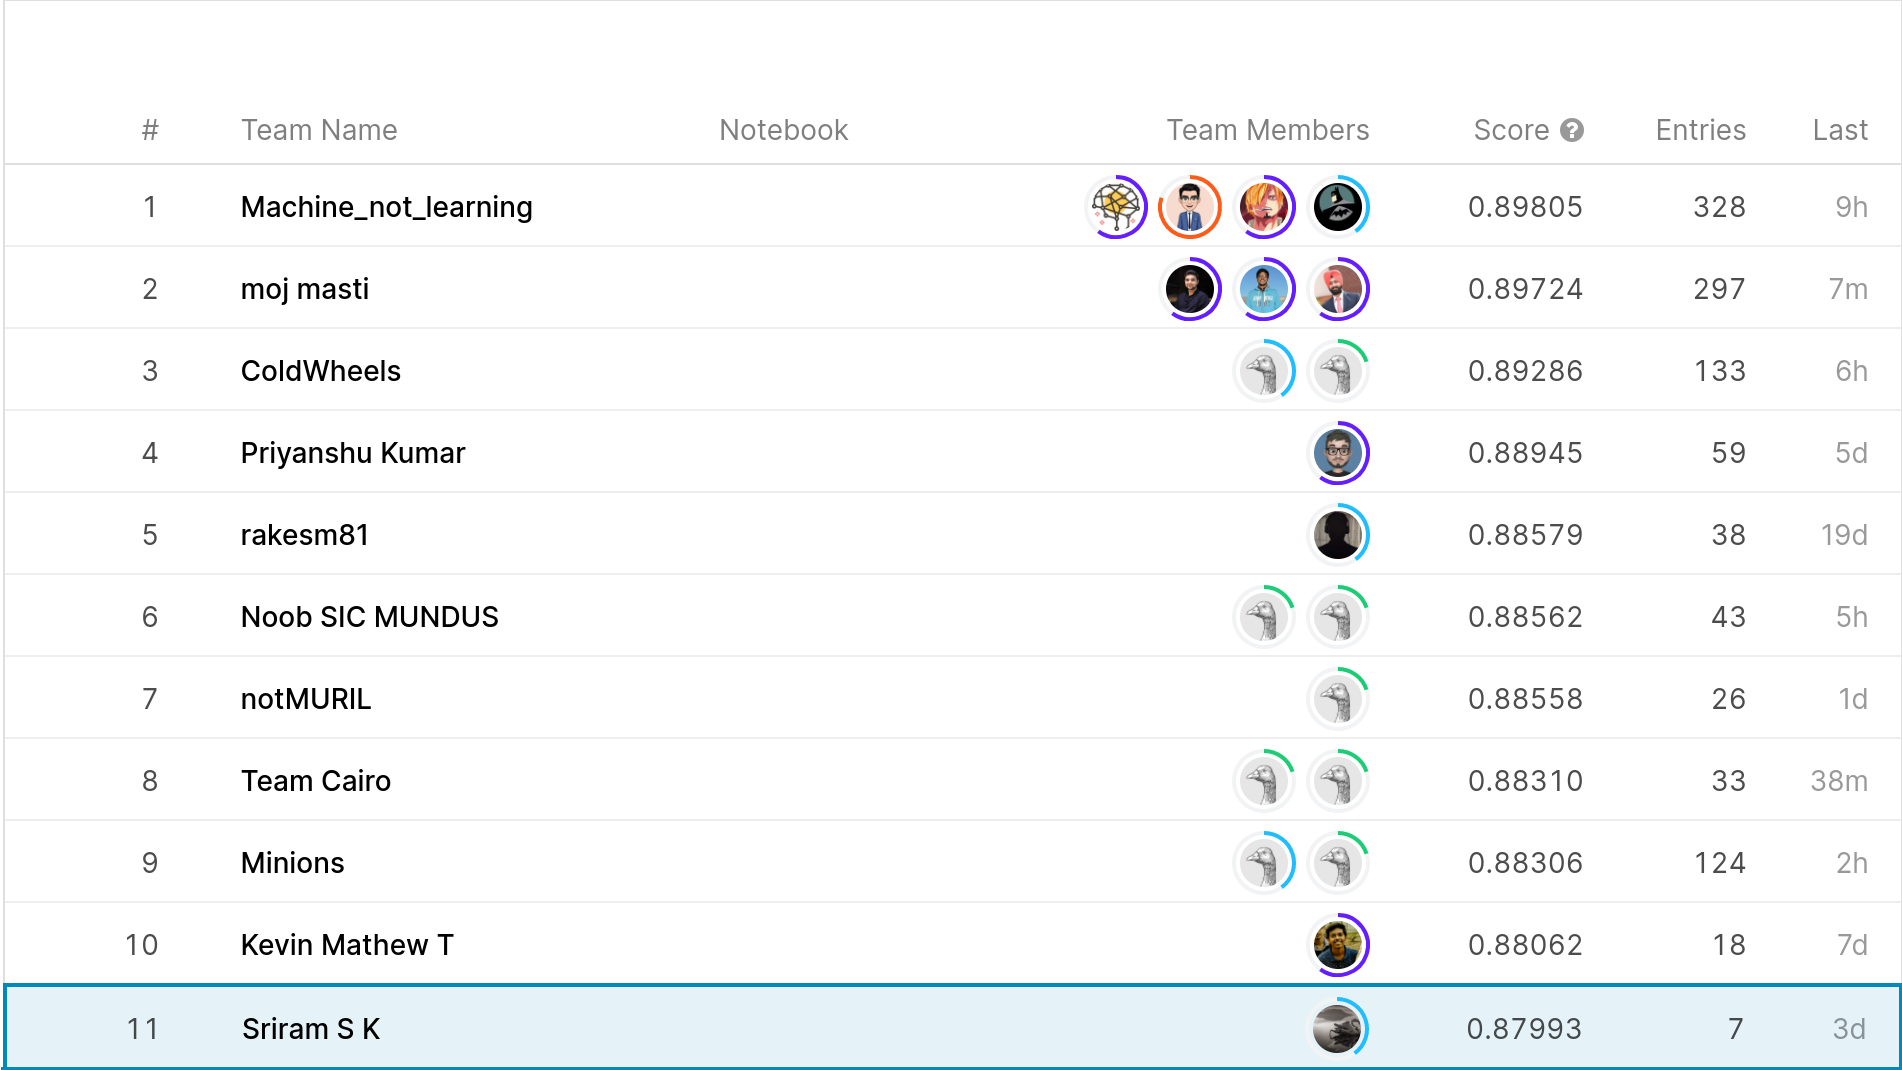 # Team Name Notebook Team Members Score ? Entries Last
1 Machine_not_learning 0.89805 328 9h
2 moj masti 0.89724 297 7m
3 ColdWheels 0.89286 133 6h
4 Priyanshu Kumar 0.88945 59 5d
5 rakesm81 0.88579 38 19d
6 Noob SIC MUNDUS 0.88562 43 5h
7 notMURIL 0.88558 26 1d
8 Team Cairo 0.88310 33 38m
9 Minions 0.88306 124 2h
10 Kevin Mathew T 0.88062 18 7d
11 Sriram S K 0.87993 7 3d